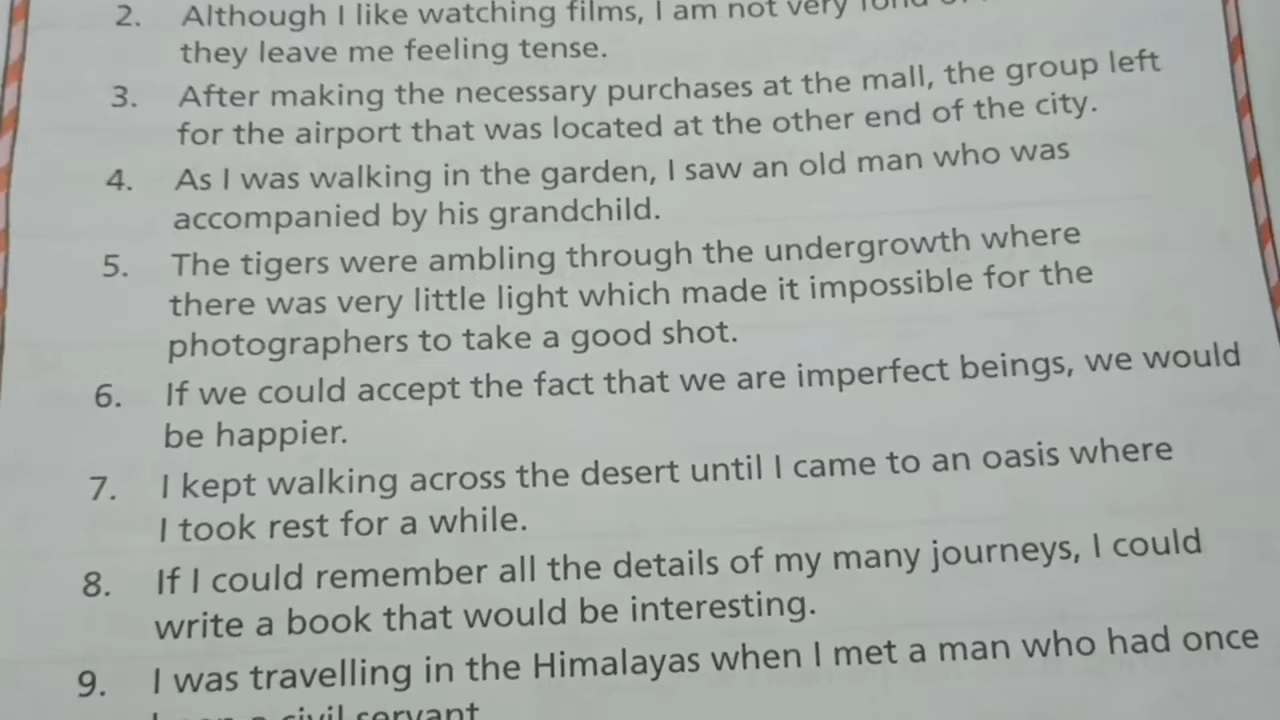 2. Although I like watching films, I am not very
they leave me feeling tense.
3. After making the necessary purchases at the mall, the group left
for the airport that was located at the other end of the city.
4. As I was walking in the garden, I saw an old man who was
accompanied by his grandchild.
5. The tigers were ambling through the undergrowth where
there was very little light which made it impossible for the
photographers to take a good shot.
6. If we could accept the fact that we are imperfect beings, we would
be happier.
7. I kept walking across the desert until I came to an oasis where
I took rest for a while.
8. If I could remember all the details of my many journeys, I could
write a book that would be interesting.
9. I was travelling in the Himalayas when I met a man who had once
a civil servant